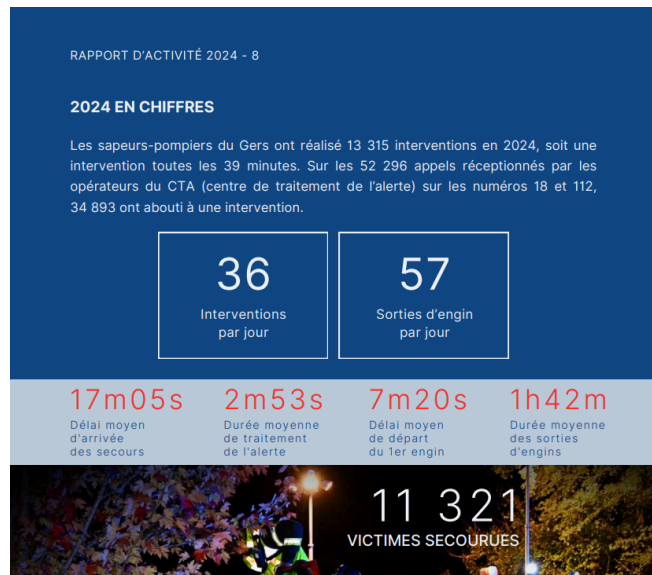 RAPPORT D'ACTIVITÉ 2024 - 8
2024 EN CHIFFRES
Les sapeurs-pompiers du Gers ont réalisé 13 315 interventions en 2024, soit une
intervention toutes les 39 minutes. Sur les 52 296 appels réceptionnés par les
opérateurs du CTA (centre de traitement de l'alerte) sur les numéros 18 et 112,
34 893 ont abouti à une intervention.
36
Interventions
par jour
57
Sorties d'engin
par jour
17m05s
Délai moyen
d'arrivée
des secours
2m53s
Durée moyenne
de traitement
de l'alerte
7m20s
Délai moyen
de départ
du 1er engin
1h42m
Durée moyenne
des sorties
d'engins
11 321
VICTIMES SECOURUES